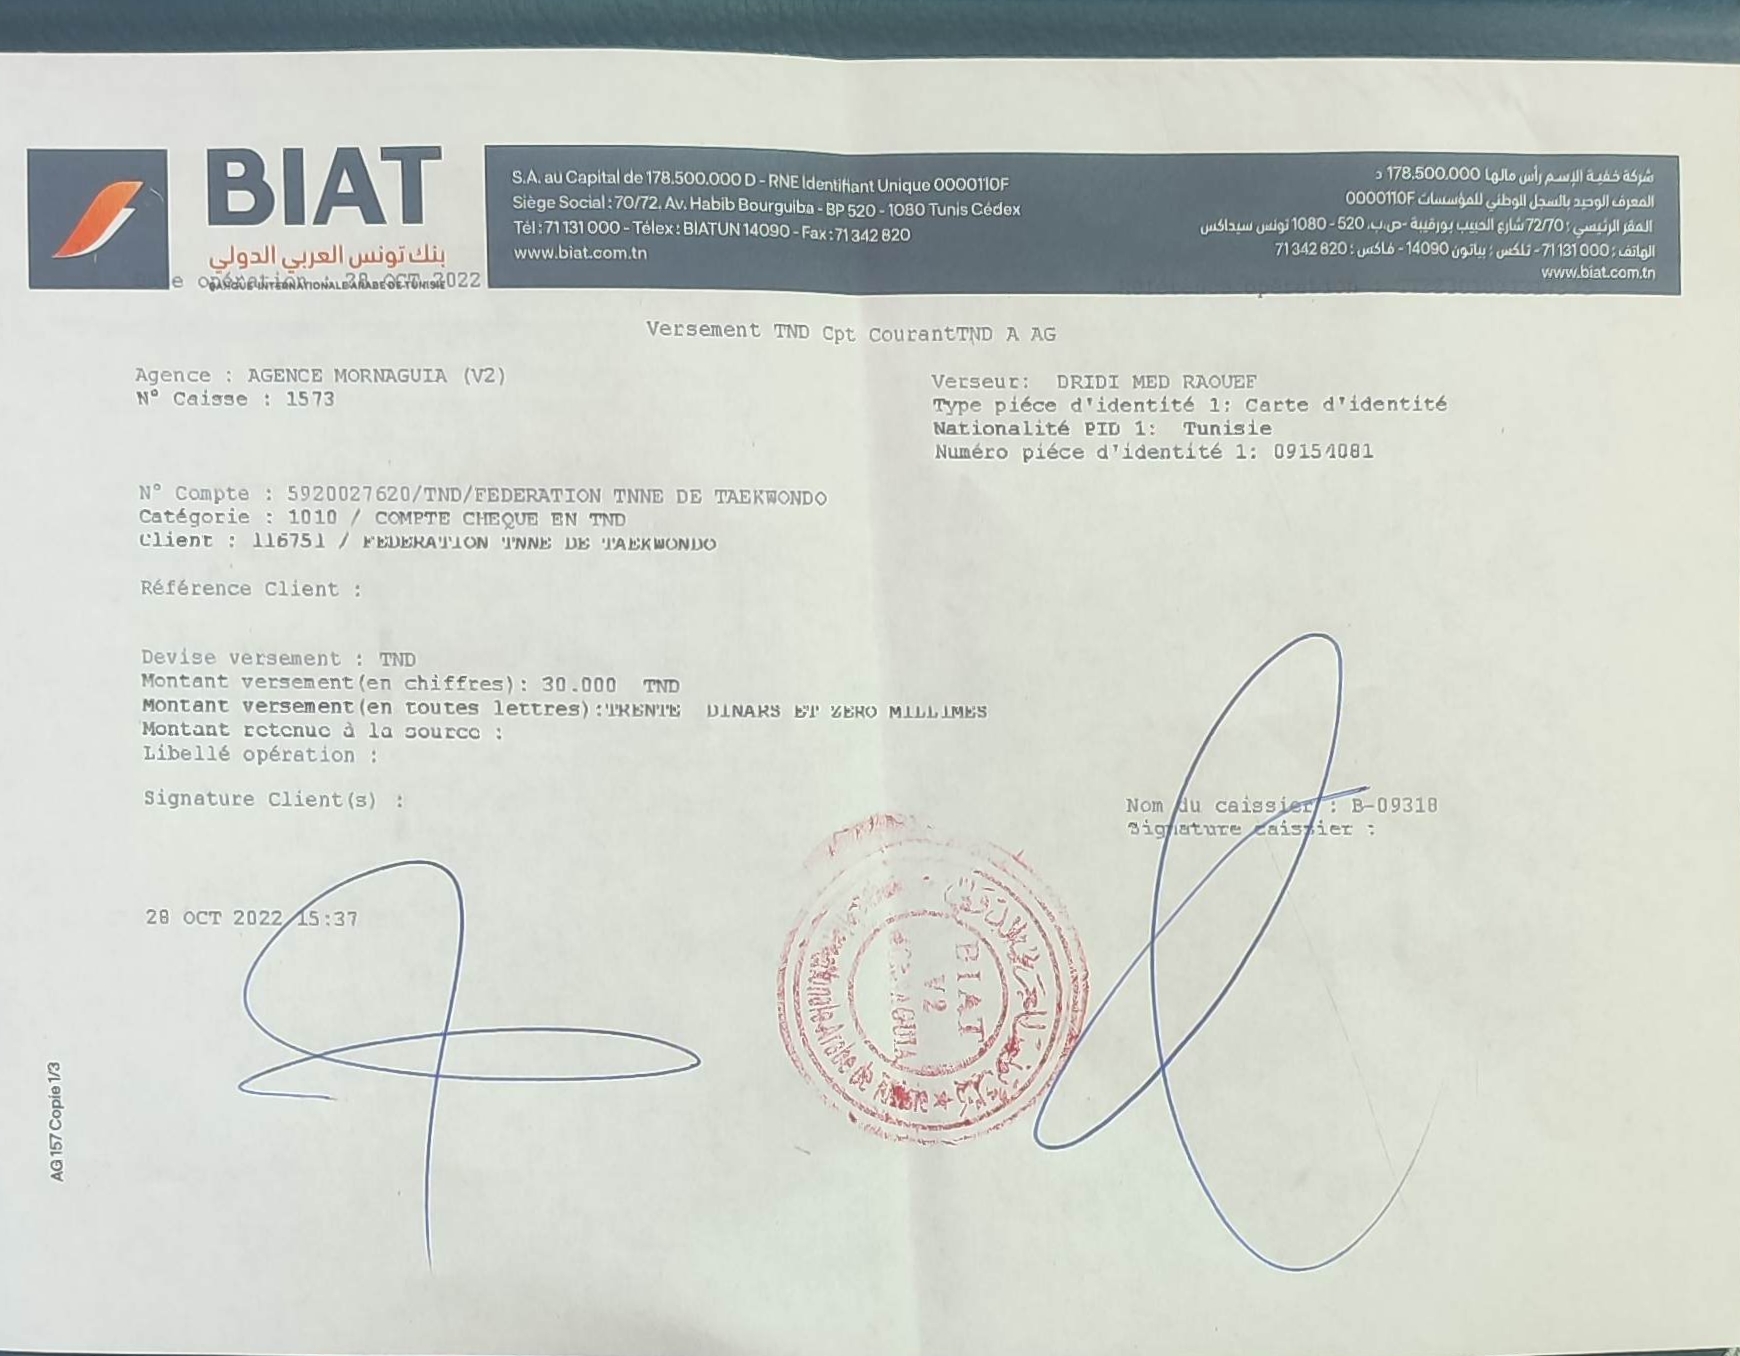 BIAT
بنك تونس العربي الدولي
BANQUE INTERNATIONALE ARABE DE TUNISIE
e opération : 28 OCT 2022
S.A. au Capital de 178.500.000 D - RNE Identifiant Unique 0000110F
Siège Social : 70/72, Av. Habib Bourguiba - BP 520 - 1080 Tunis Cédex
Tél : 71 131 000 - Télex : BIATUN 14090 - Fax : 71 342 820
www.biat.com.tn
شركة خفية الإسم رأس مالها 178.500.000 د
المعرف الوحيد بالسجل الوطني للمؤسسات 0000110F
المقر الرئيسي : 72/70 شارع الحبيب بورقيبة -ص.ب. 520 - 1080 تونس سيداكس
الهاتف : 71 131 000 - تلكس : بياتون 14090 - فاكس : 71 342 820
www.biat.com.tn
Versement TND Cpt CourantTND A AG
Agence : AGENCE MORNAGUIA (V2)
N° Caisse : 1573
Verseur: DRIDI MED RAOUEF
Type piéce d'identité 1: Carte d'identité
Nationalité PID 1: Tunisie
Numéro piéce d'identité 1: 09154081
N° Compte : 5920027620/TND/FEDERATION TNNE DE TAEKWONDO
Catégorie : 1010 / COMPTE CHEQUE EN TND
Client : 116751 / FEDERATION TNNE DE TAEKWONDO
Référence Client :
Devise versement : TND
Montant versement(en chiffres): 30.000 TND
Montant versement(en toutes lettres):TRENTE DINARS ET ZERO MILLIMES
Montant retenue à la source :
Libellé opération :
Signature Client(s) :
Nom du caissier : B-09318
Signature caissier :
28 OCT 2022 15:37
BIAT
V2
AG 157 Copie 1/3